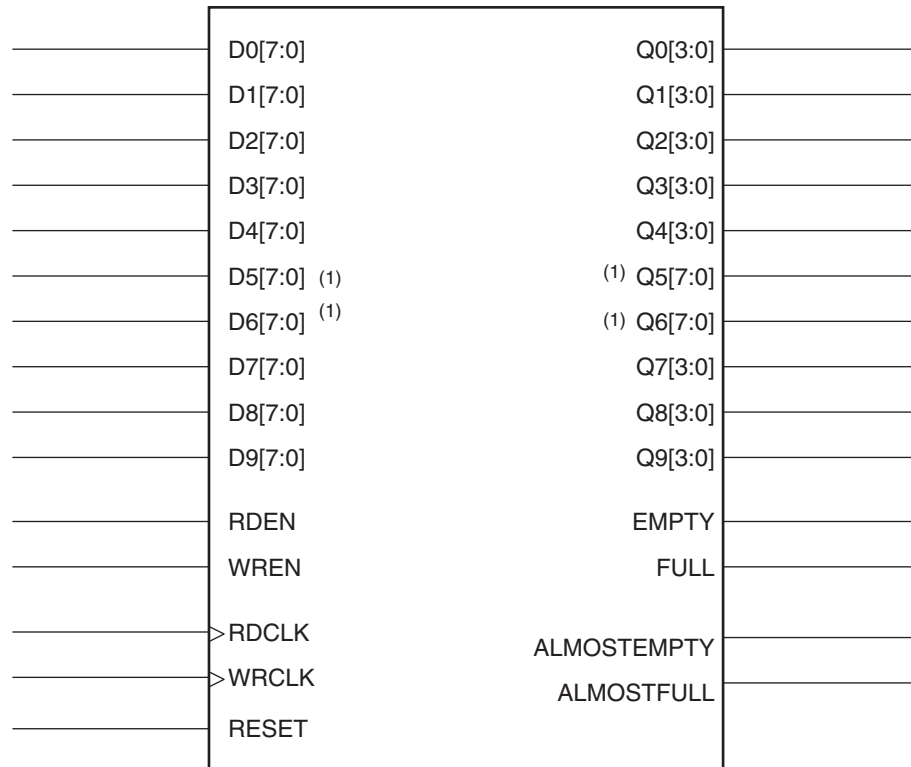 D0[7:0] Q0[3:0]
D1[7:0] Q1[3:0]
D2[7:0] Q2[3:0]
D3[7:0] Q3[3:0]
D4[7:0] Q4[3:0]
D5[7:0] (1) (1) Q5[7:0]
D6[7:0] (1) (1) Q6[7:0]
D7[7:0] Q7[3:0]
D8[7:0] Q8[3:0]
D9[7:0] Q9[3:0]
RDEN EMPTY
WREN FULL
RDCLK ALMOSTEMPTY
WRCLK ALMOSTFULL
RESET